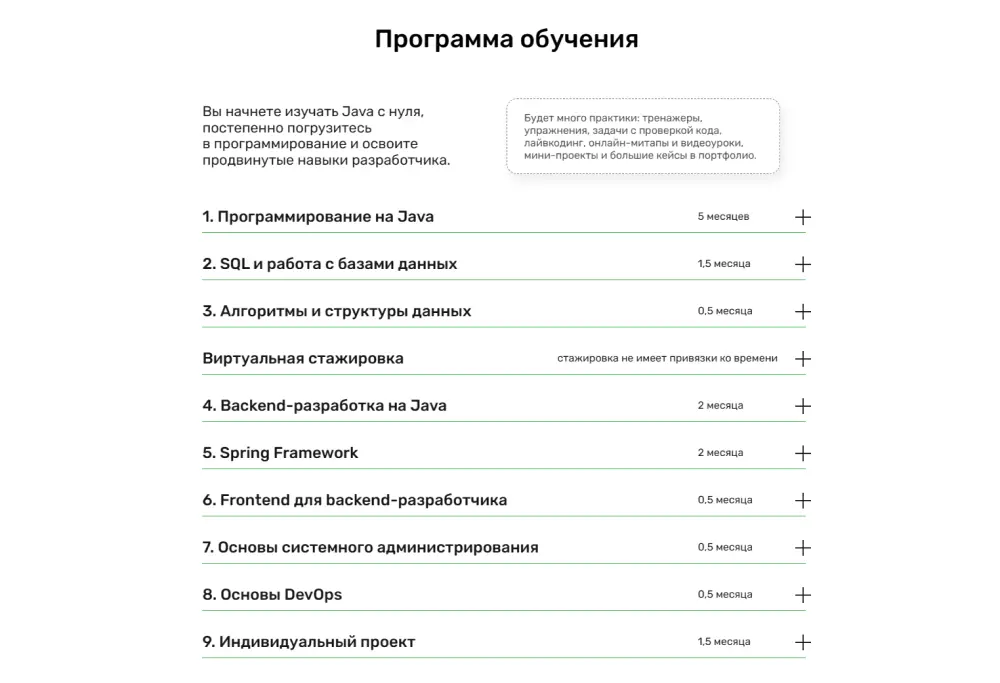 Программа обучения
Вы начнете изучать Java с нуля,
постепенно погрузитесь
в программирование и освоите
продвинутые навыки разработчика.
Будет много практики: тренажеры,
упражнения, задачи с проверкой кода,
лайвкодинг, онлайн-митапы и видеоуроки,
мини-проекты и большие кейсы в портфолио.
1. Программирование на Java 5 месяцев
2. SQL и работа с базами данных 1,5 месяца
3. Алгоритмы и структуры данных 0,5 месяца
Виртуальная стажировка стажировка не имеет привязки ко времени
4. Backend-разработка на Java 2 месяца
5. Spring Framework 2 месяца
6. Frontend для backend-разработчика 0,5 месяца
7. Основы системного администрирования 0,5 месяца
8. Основы DevOps 0,5 месяца
9. Индивидуальный проект 1,5 месяца